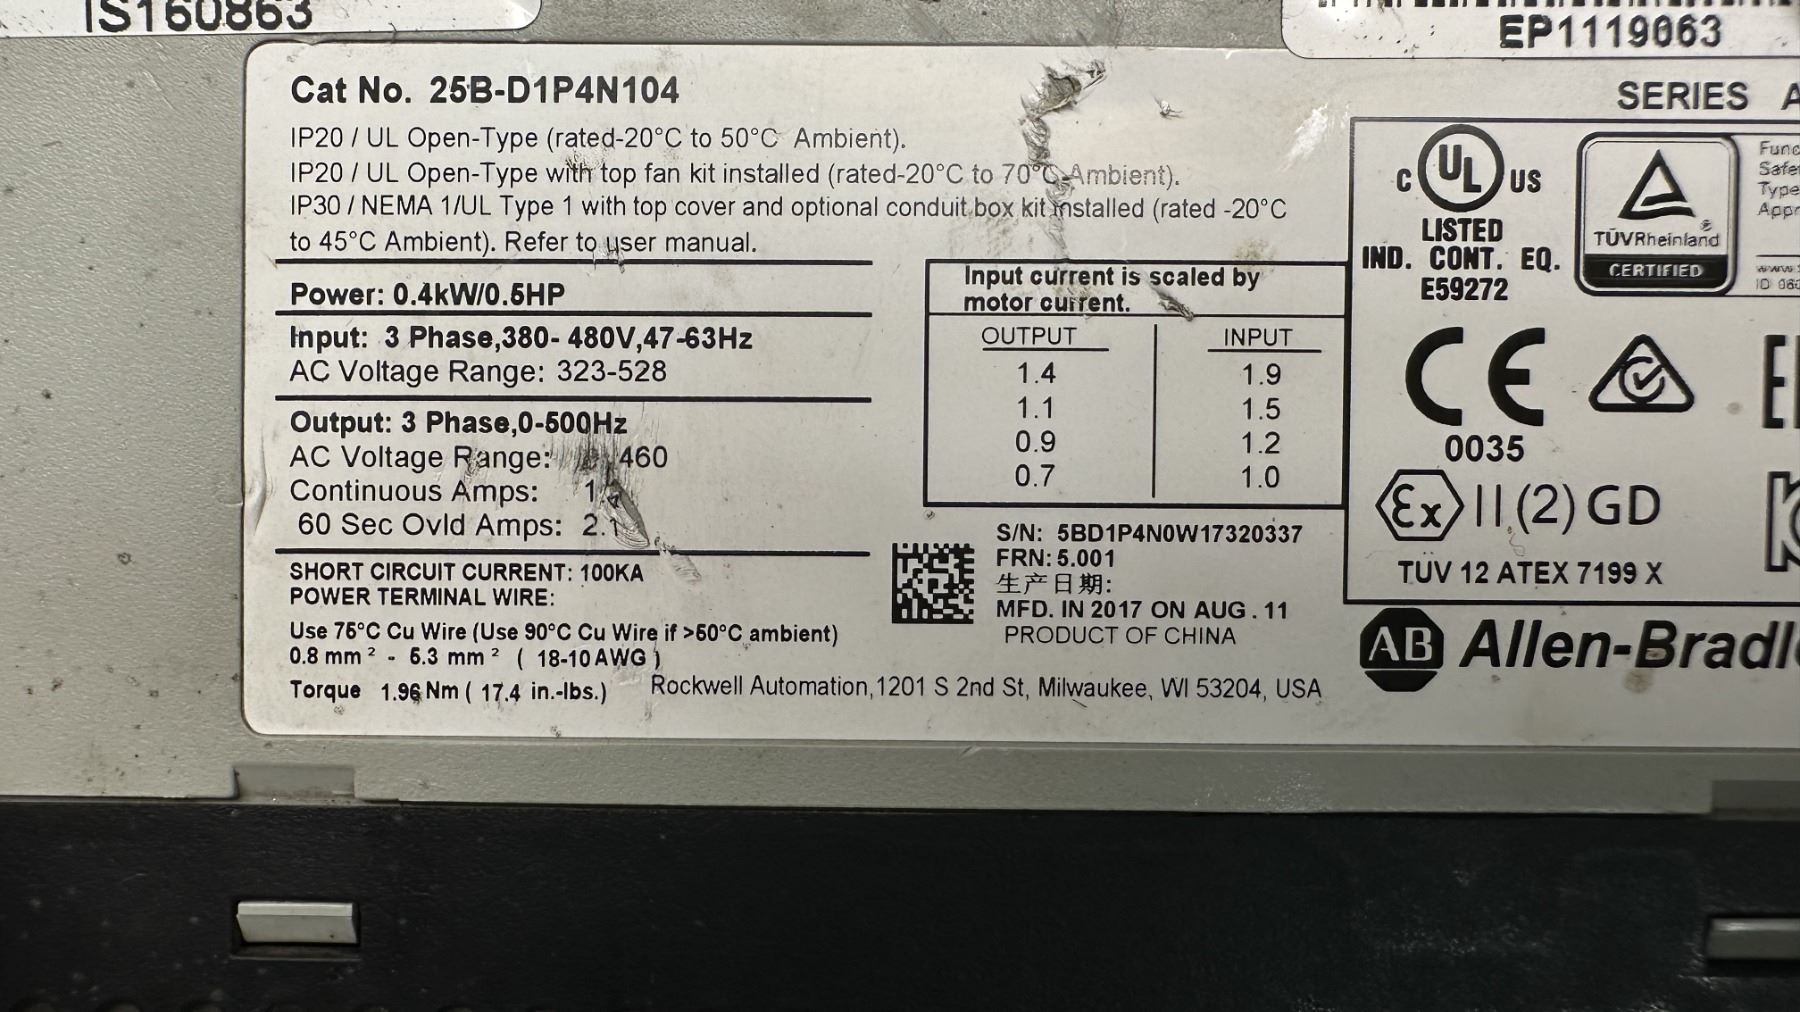 IS160863
EP1119063
Cat No. 25B-D1P4N104
SERIES A
IP20 / UL Open-Type (rated-20°C to 50°C Ambient).
IP20 / UL Open-Type with top fan kit installed (rated-20°C to 70°C Ambient).
IP30 / NEMA 1/UL Type 1 with top cover and optional conduit box kit installed (rated -20°C
to 45°C Ambient). Refer to user manual.
Power: 0.4kW/0.5HP
Input: 3 Phase,380- 480V,47-63Hz
AC Voltage Range: 323-528
Output: 3 Phase,0-500Hz
AC Voltage Range: 460
Continuous Amps:
60 Sec Ovld Amps: 2.1
SHORT CIRCUIT CURRENT: 100KA
POWER TERMINAL WIRE:
Use 75°C Cu Wire (Use 90°C Cu Wire if >50°C ambient)
0.8 mm² - 5.3 mm² ( 18-10 AWG )
Torque 1.96 Nm ( 17.4 in.-lbs.)
Input current is scaled by
motor current.
OUTPUT INPUT
1.4 1.9
1.1 1.5
0.9 1.2
0.7 1.0
S/N: 5BD1P4N0W17320337
FRN: 5.001
生产日期:
MFD. IN 2017 ON AUG . 11
PRODUCT OF CHINA
Rockwell Automation, 1201 S 2nd St, Milwaukee, WI 53204, USA
C UL US
LISTED
IND. CONT. EQ.
E59272
TÜVRheinland ®
CERTIFIED
Func
Safe
Type
Appr
CE
0035
Ex II (2) GD
TÜV 12 ATEX 7199 X
AB Allen-Bradl